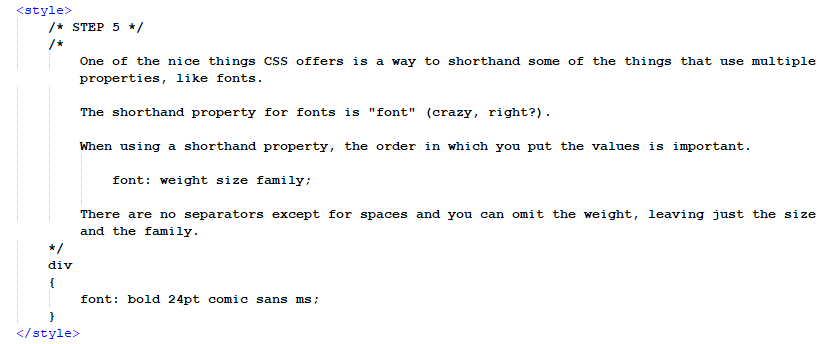 <style>
/* STEP 5 */
/*
One of the nice things CSS offers is a way to shorthand some of the things that use multiple
properties, like fonts.
The shorthand property for fonts is "font" (crazy, right?).
When using a shorthand property, the order in which you put the values is important.
font: weight size family;
There are no separators except for spaces and you can omit the weight, leaving just the size
and the family.
*/
div
{
font: bold 24pt comic sans ms;
}
</style>